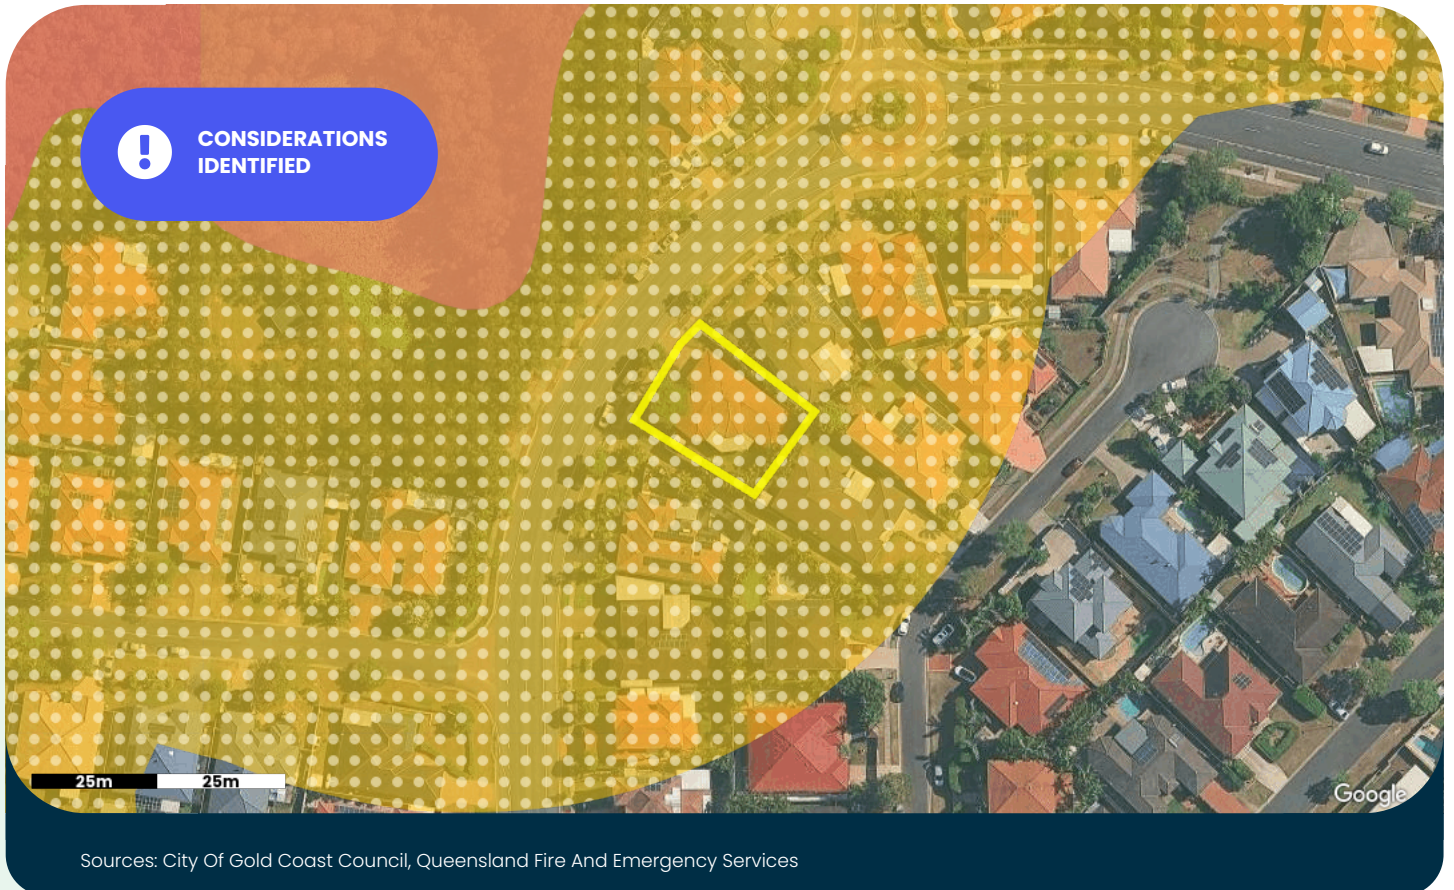 CONSIDERATIONS
IDENTIFIED
25m 25m
Google
Sources: City Of Gold Coast Council, Queensland Fire And Emergency Services